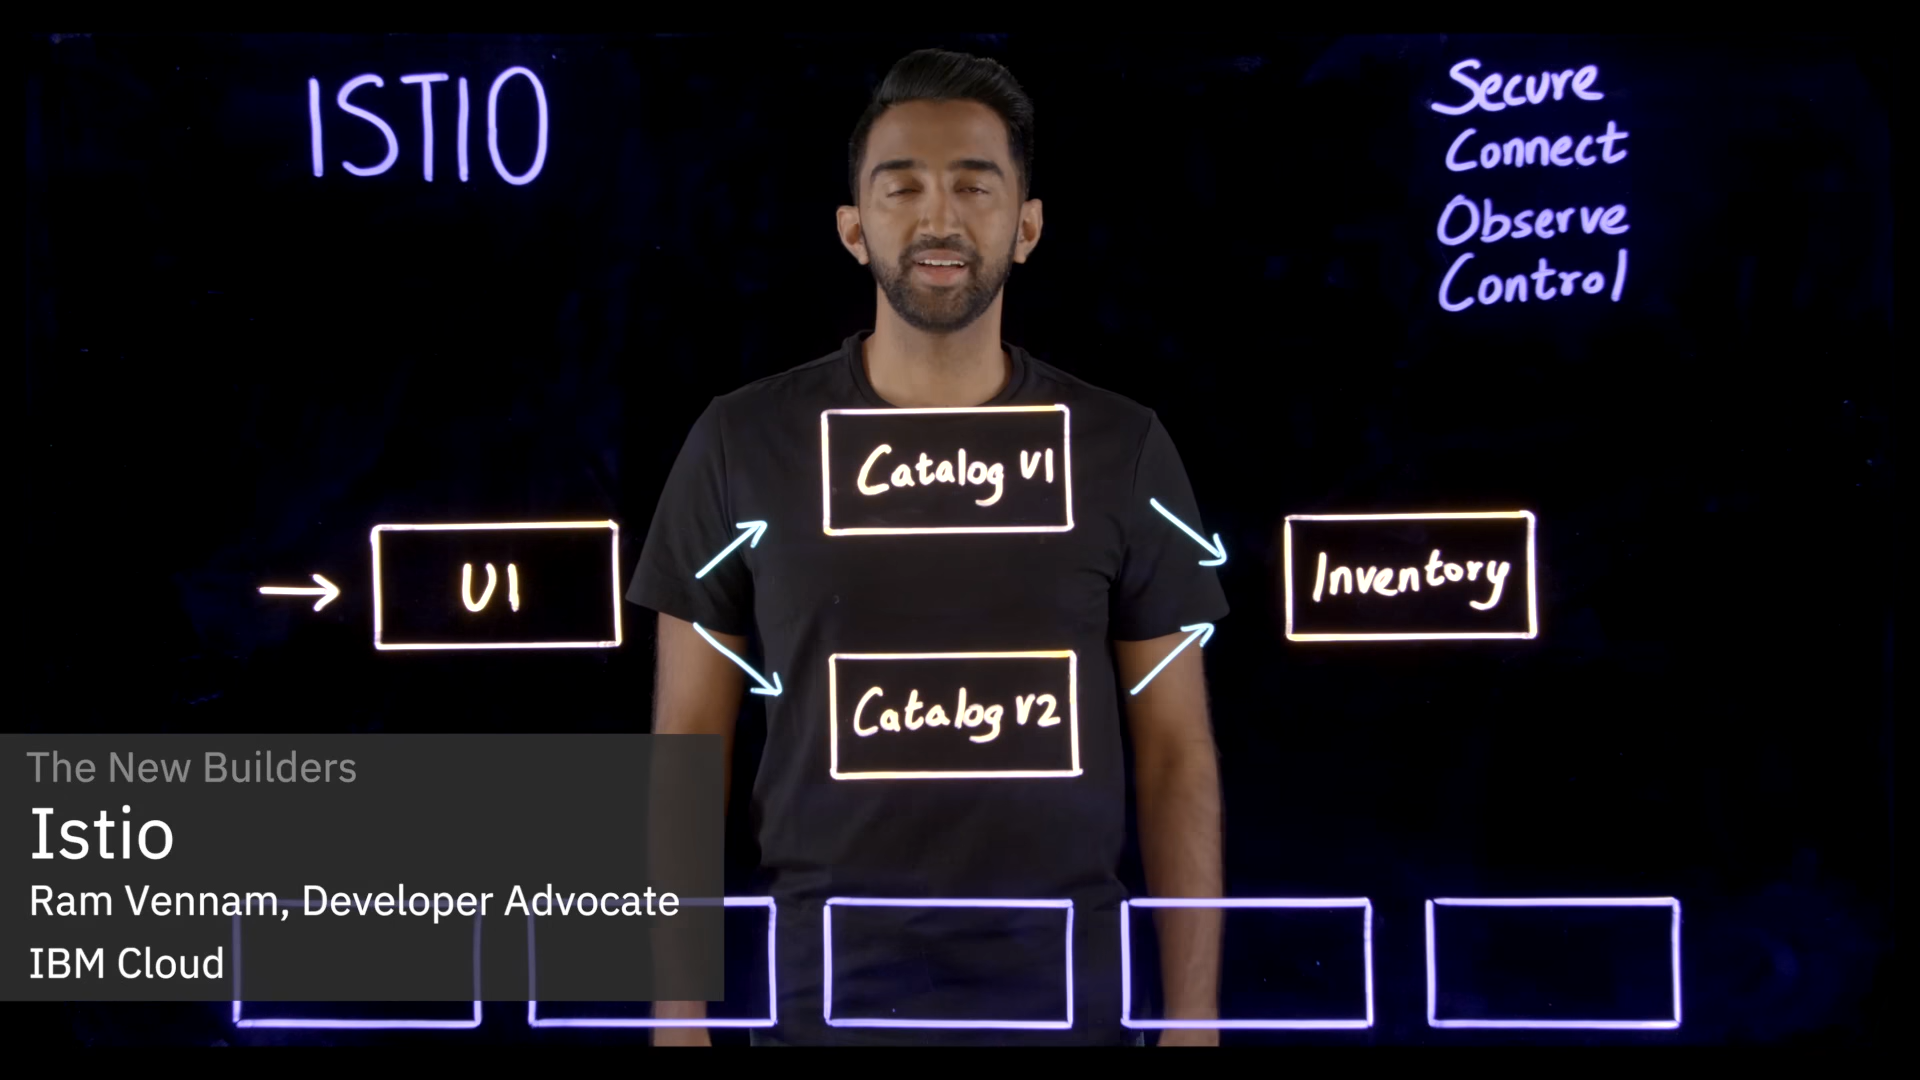 ISTIO
Secure
Connect
Observe
Control
Catalog V1
UI
Inventory
Catalog V2
The New Builders
Istio
Ram Vennam, Developer Advocate
IBM Cloud